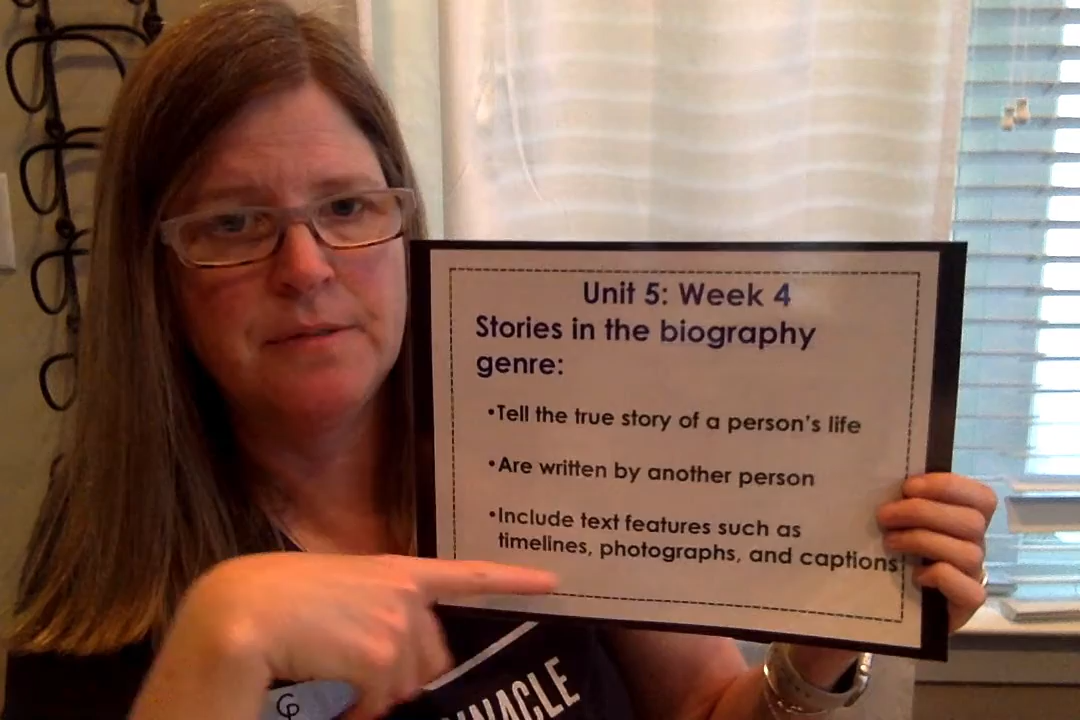 Unit 5: Week 4
Stories in the biography
genre:
•Tell the true story of a person's life
•Are written by another person
•Include text features such as
timelines, photographs, and captions